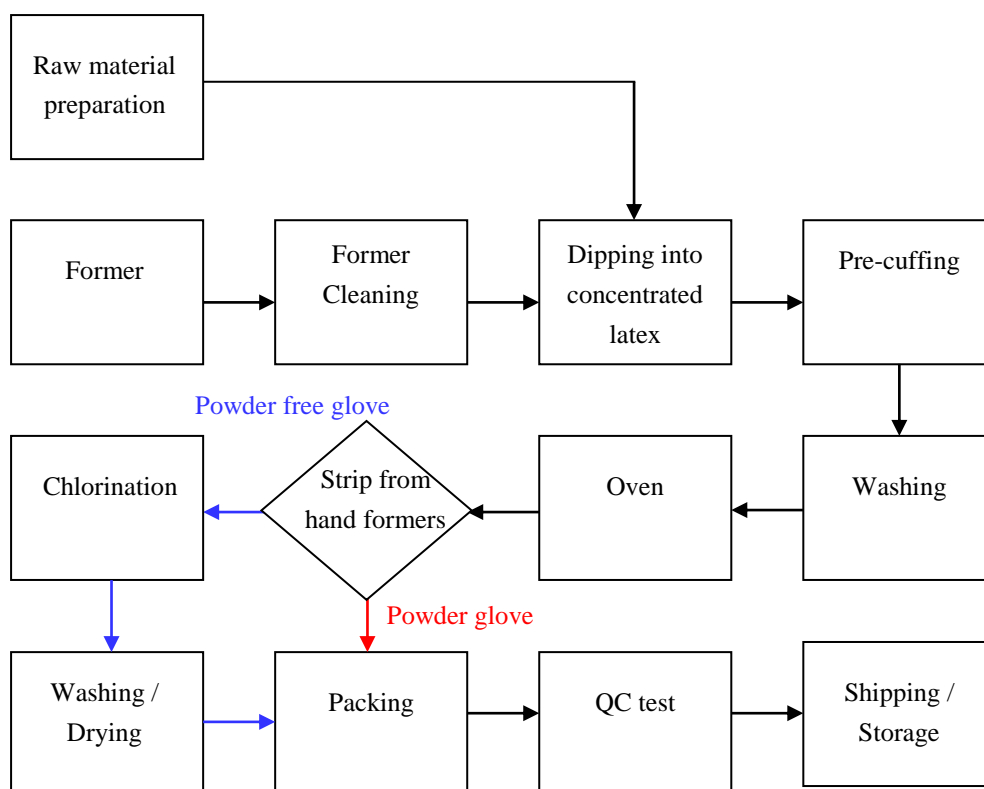 Raw material
preparation
Former
Former
Cleaning
Dipping into
concentrated
latex
Pre-cuffing
Powder free glove
Chlorination
Strip from
hand formers
Oven
Washing
Powder glove
Washing /
Drying
Packing
QC test
Shipping /
Storage